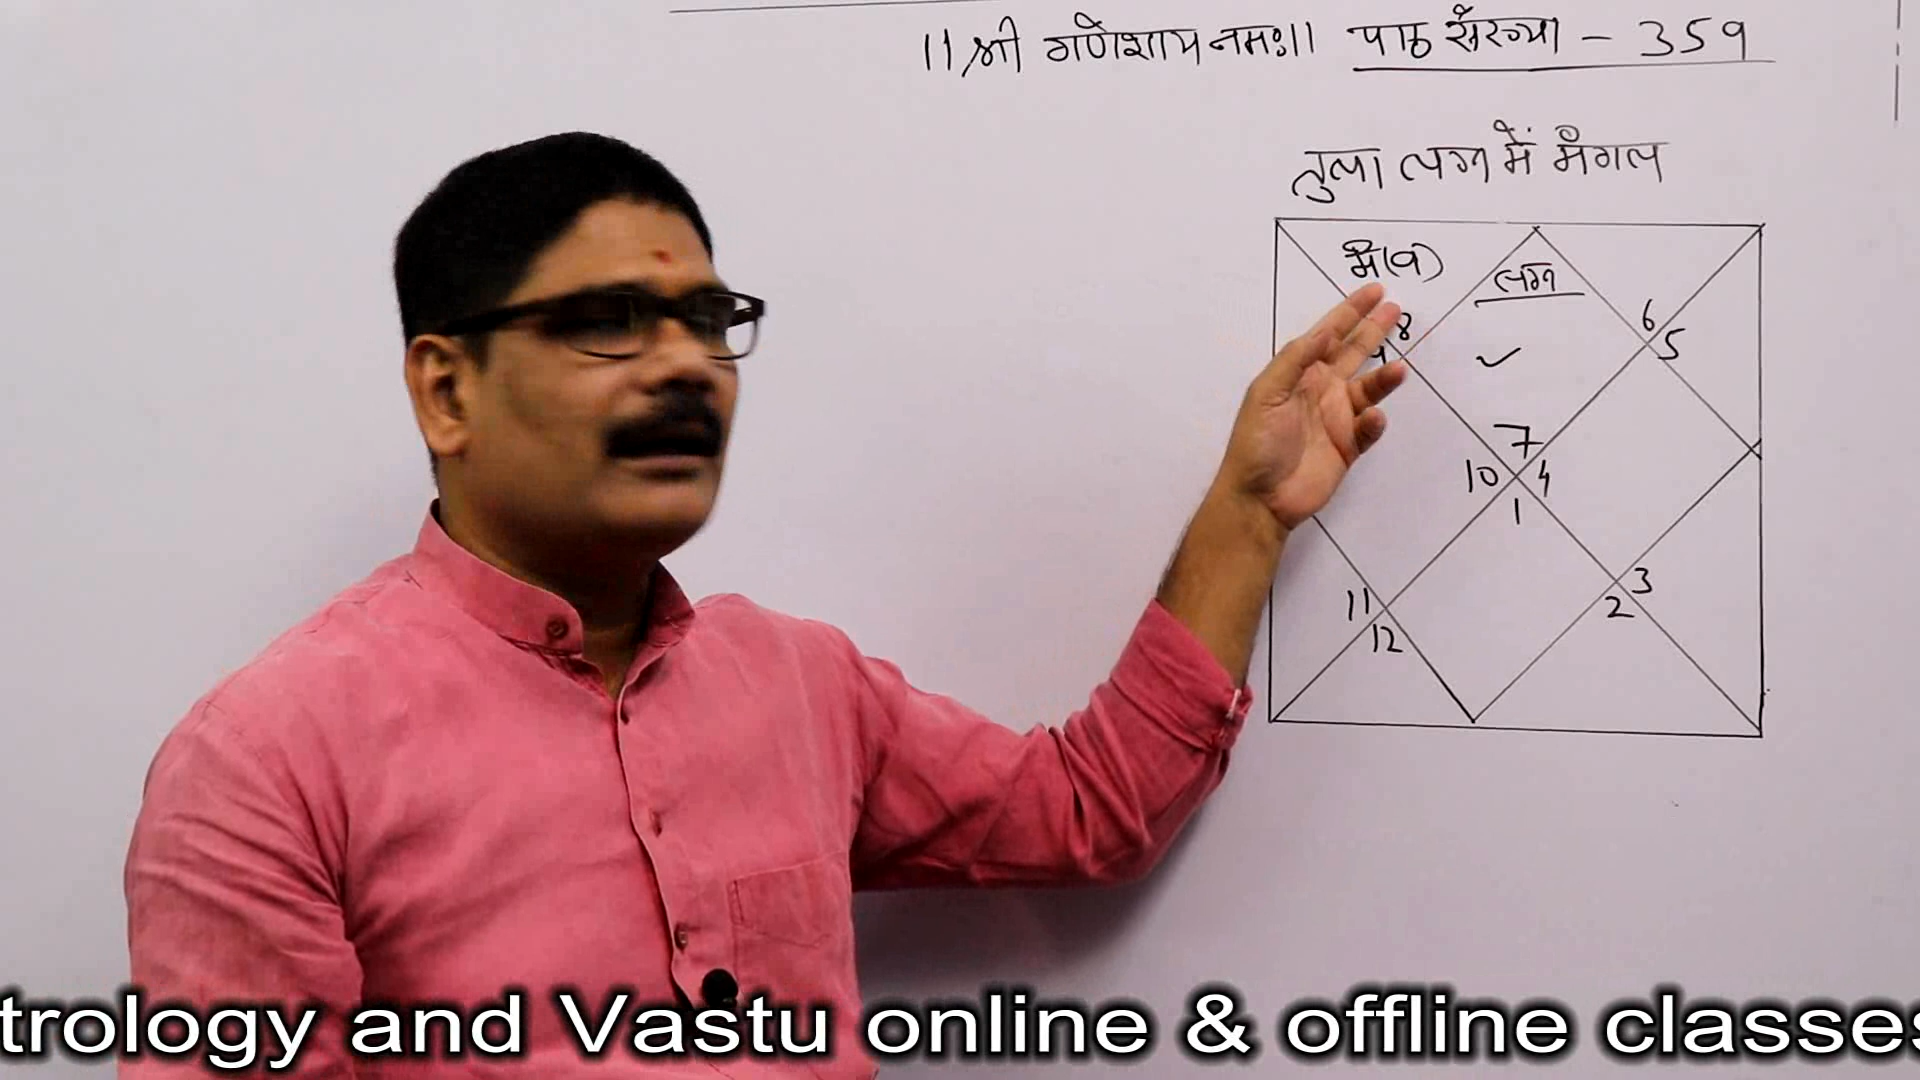 ॥ श्री गणेशाय नमः॥ पाठ संख्या - 359
तुला लग्न में मंगल
मं(व)
लग्न
8
6
5
7
10
4
1
11
12
3
2
trology and Vastu online & offline classes